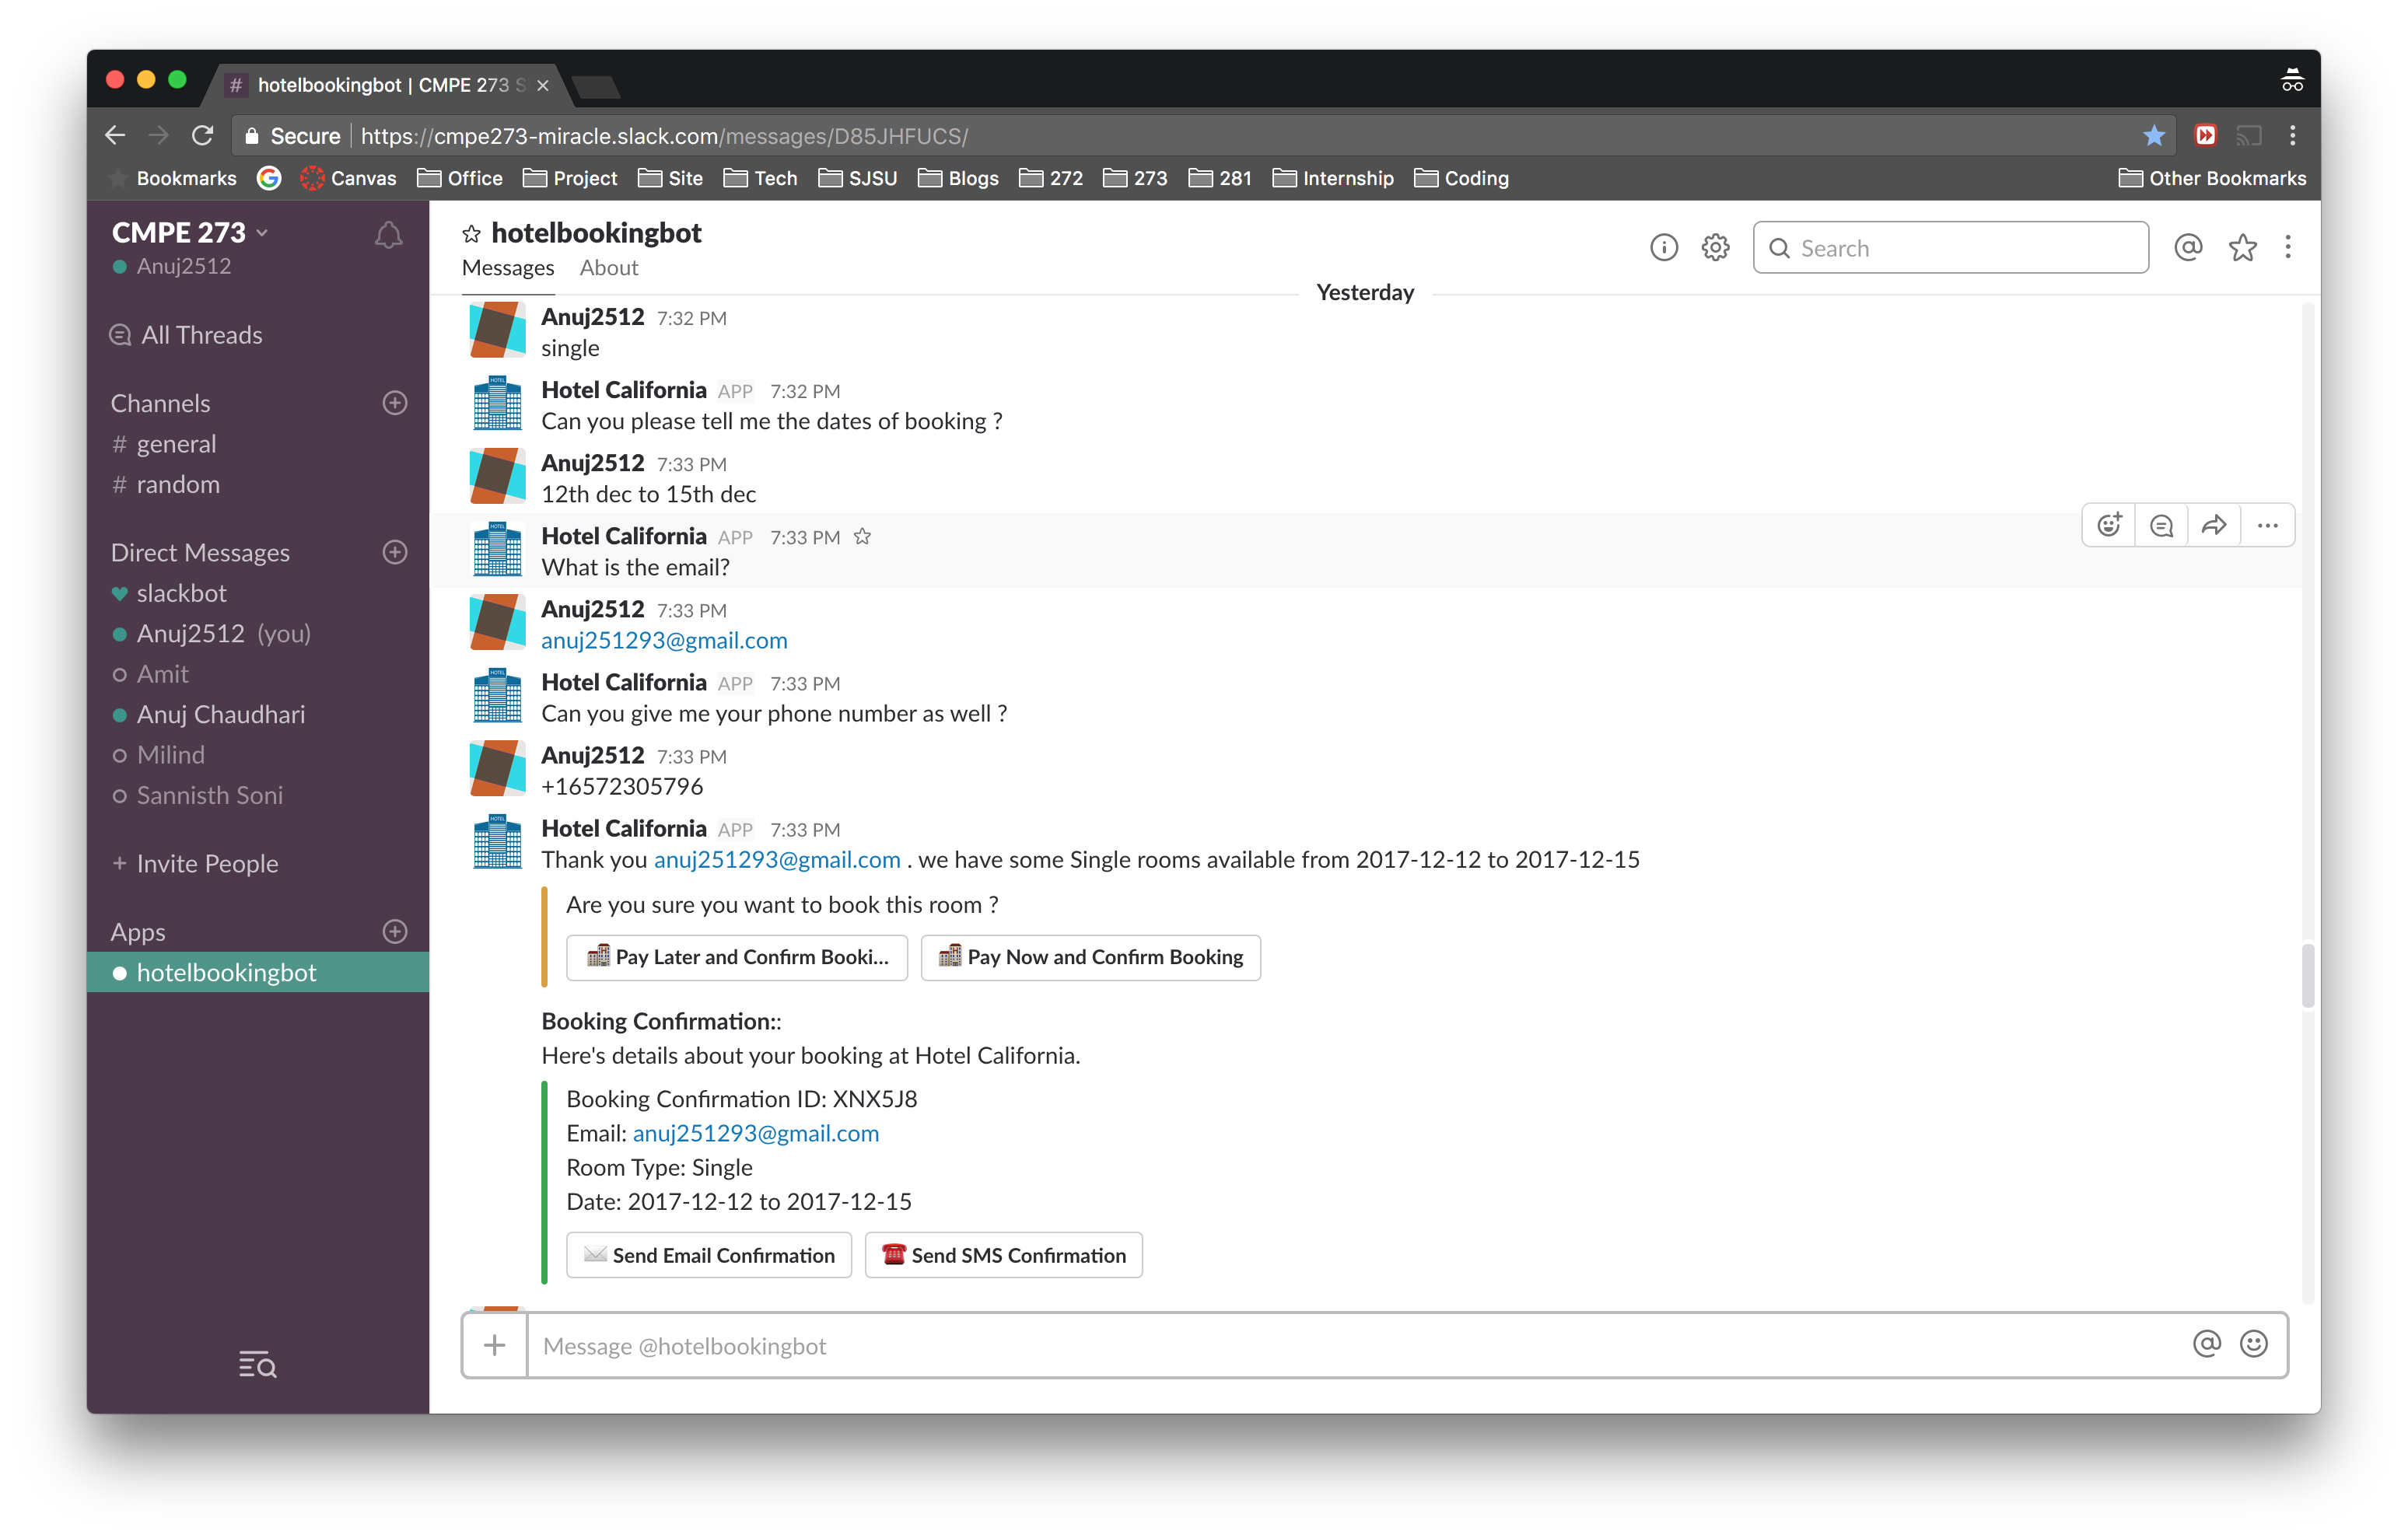 hotelbookingbot | CMPE 273 S
Secure https://cmpe273-miracle.slack.com/messages/D85JHFUCS/
Bookmarks Canvas Office Project Site Tech SJSU Blogs 272 273 281 Internship Coding Other Bookmarks
CMPE 273
Anuj2512
All Threads
Channels
# general
# random
Direct Messages
slackbot
Anuj2512 (you)
Amit
Anuj Chaudhari
Milind
Sannisth Soni
+ Invite People
Apps
hotelbookingbot
hotelbookingbot
Messages About
Search
Yesterday
Anuj2512 7:32 PM
single
HOTEL
Hotel California APP 7:32 PM
Can you please tell me the dates of booking ?
Anuj2512 7:33 PM
12th dec to 15th dec
HOTEL
Hotel California APP 7:33 PM
What is the email?
Anuj2512 7:33 PM
anuj251293@gmail.com
HOTEL
Hotel California APP 7:33 PM
Can you give me your phone number as well ?
Anuj2512 7:33 PM
+16572305796
HOTEL
Hotel California APP 7:33 PM
Thank you anuj251293@gmail.com . we have some Single rooms available from 2017-12-12 to 2017-12-15
Are you sure you want to book this room ?
Pay Later and Confirm Booki... Pay Now and Confirm Booking
Booking Confirmation::
Here's details about your booking at Hotel California.
Booking Confirmation ID: XNX5J8
Email: anuj251293@gmail.com
Room Type: Single
Date: 2017-12-12 to 2017-12-15
Send Email Confirmation Send SMS Confirmation
Message @hotelbookingbot